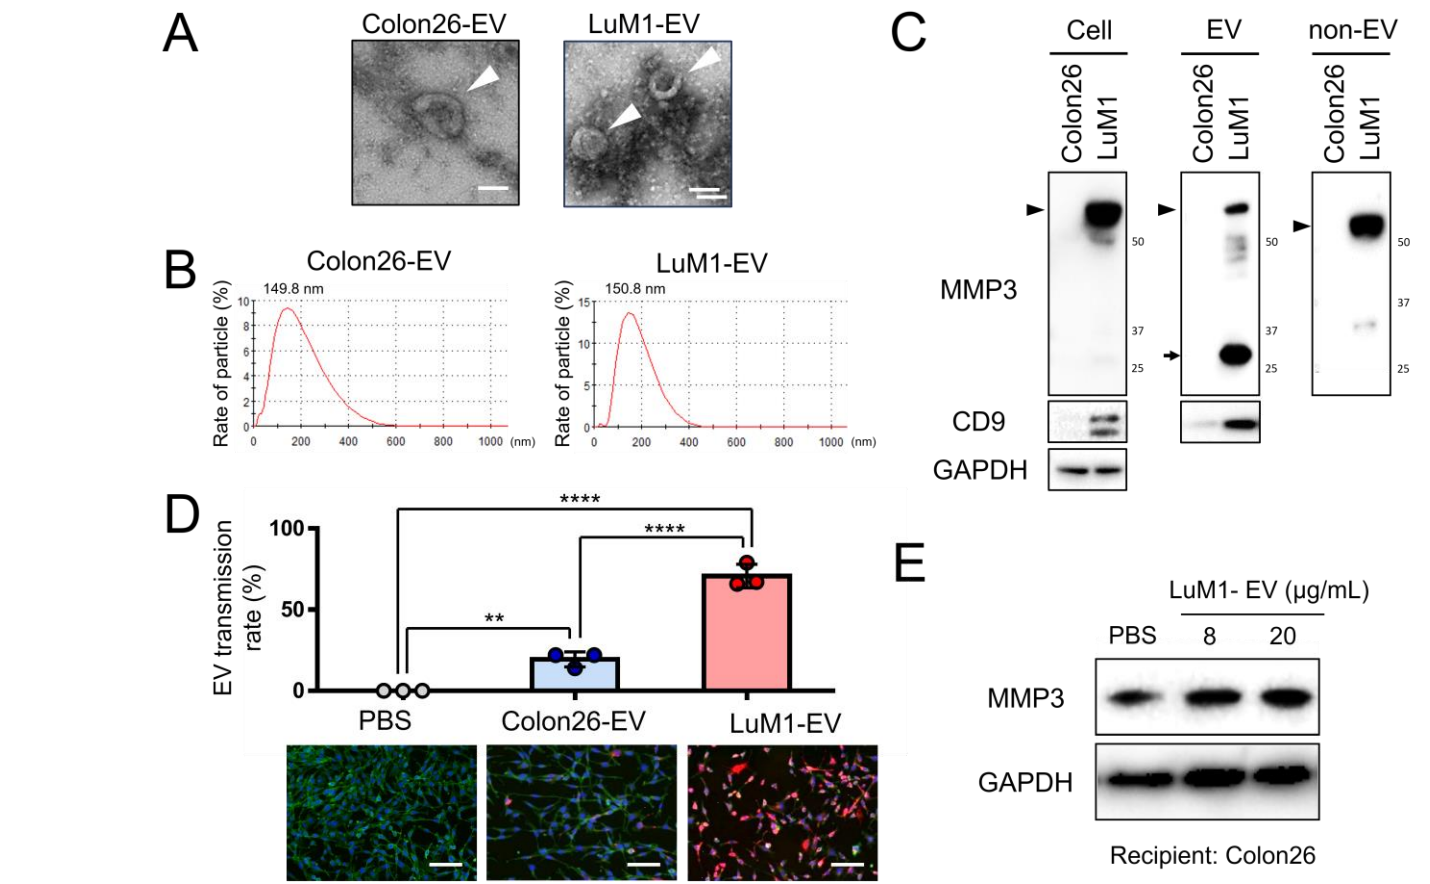 A
Colon26-EV
LuM1-EV
B
Colon26-EV
LuM1-EV
Rate of particle (%)
149.8 nm
10
8
6
4
2
0
0 200 400 600 800 1000 (nm)
Rate of particle (%)
150.8 nm
15
10
5
0
0 200 400 600 800 1000 (nm)
C
Cell
EV
non-EV
Colon26
LuM1
Colon26
LuM1
Colon26
LuM1
MMP3
50
37
25
50
37
25
50
37
25
CD9
GAPDH
D
EV transmission
rate (%)
100
50
0
****
****
**
PBS
Colon26-EV
LuM1-EV
E
LuM1- EV (μg/mL)
PBS
8
20
MMP3
GAPDH
Recipient: Colon26